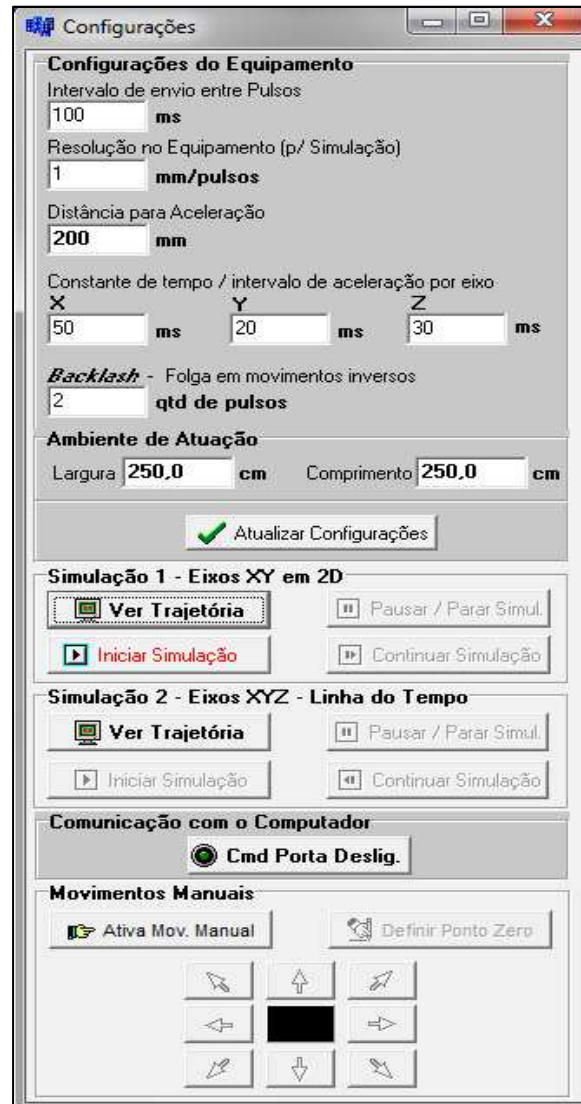 Configurações
Configurações do Equipamento
Intervalo de envio entre Pulsos
100 ms
Resolução no Equipamento (p/ Simulação)
1 mm/pulsos
Distância para Aceleração
200 mm
Constante de tempo / intervalo de aceleração por eixo
X Y Z
50 ms 20 ms 30 ms
Backlash - Folga em movimentos inversos
2 qtd de pulsos
Ambiente de Atuação
Largura 250,0 cm Comprimento 250,0 cm
Atualizar Configurações
Simulação 1 - Eixos XY em 2D
Ver Trajetória Pausar / Parar Simul.
Iniciar Simulação Continuar Simulação
Simulação 2 - Eixos XYZ - Linha do Tempo
Ver Trajetória Pausar / Parar Simul.
Iniciar Simulação Continuar Simulação
Comunicação com o Computador
Cmd Porta Deslig.
Movimentos Manuais
Ativa Mov. Manual Definir Ponto Zero